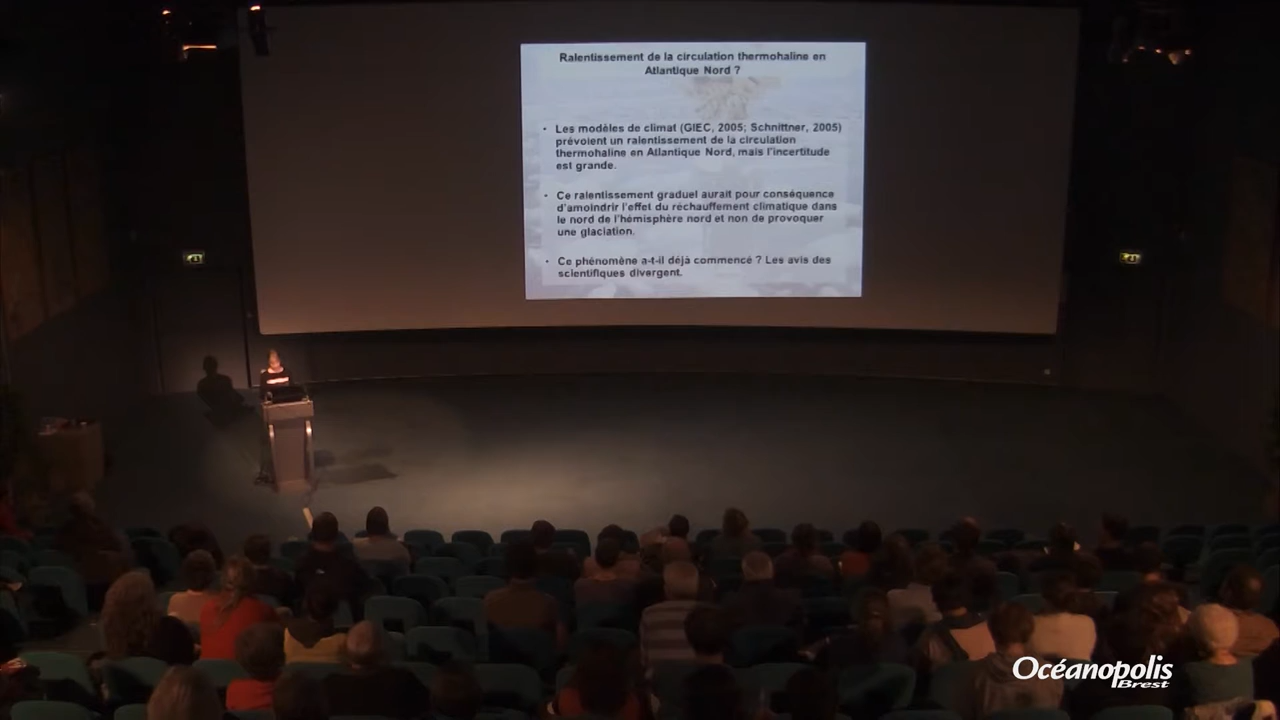 Ralentissement de la circulation thermohaline en
Atlantique Nord ?
• Les modèles de climat (GIEC, 2005; Schnittner, 2005)
prévoient un ralentissement de la circulation
thermohaline en Atlantique Nord, mais l'incertitude
est grande.
• Ce ralentissement graduel aurait pour conséquence
d'amoindrir l'effet du réchauffement climatique dans
le nord de l'hémisphère nord et non de provoquer
une glaciation.
• Ce phénomène a-t-il déjà commencé ? Les avis des
scientifiques divergent.
Océanopolis
Brest